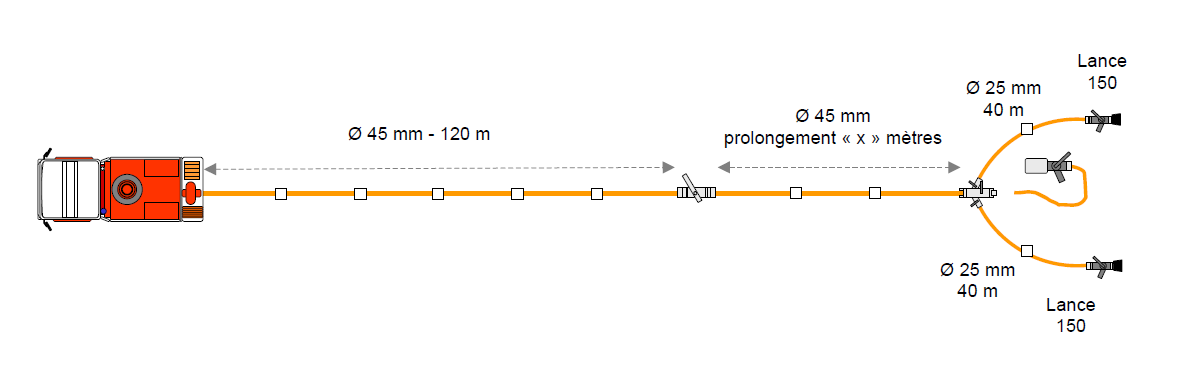 Ø 45 mm - 120 m
Ø 45 mm
prolongement « x » mètres
Ø 25 mm
40 m
Lance
150
Ø 25 mm
40 m
Lance
150